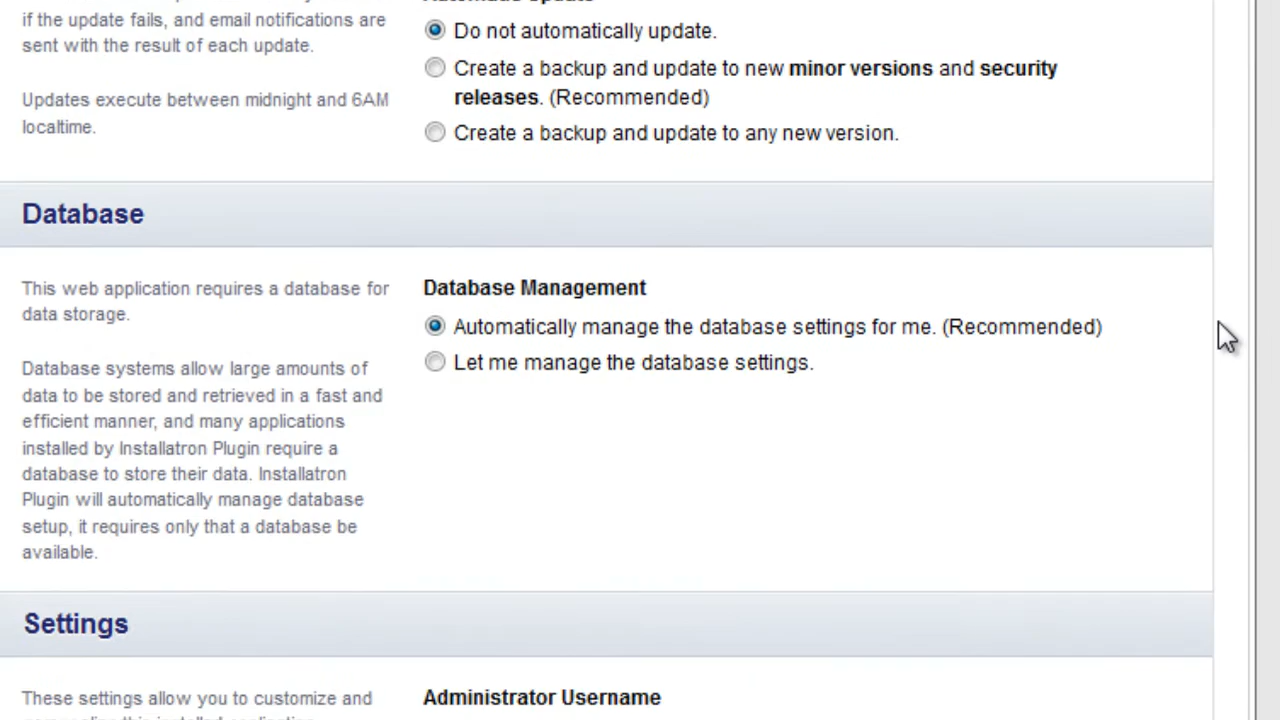 if the update fails, and email notifications are
sent with the result of each update.
Updates execute between midnight and 6AM
localtime.
Do not automatically update.
Create a backup and update to new minor versions and security
releases. (Recommended)
Create a backup and update to any new version.
Database
This web application requires a database for
data storage.
Database systems allow large amounts of
data to be stored and retrieved in a fast and
efficient manner, and many applications
installed by Installatron Plugin require a
database to store their data. Installatron
Plugin will automatically manage database
setup, it requires only that a database be
available.
Database Management
Automatically manage the database settings for me. (Recommended)
Let me manage the database settings.
Settings
These settings allow you to customize and
Administrator Username